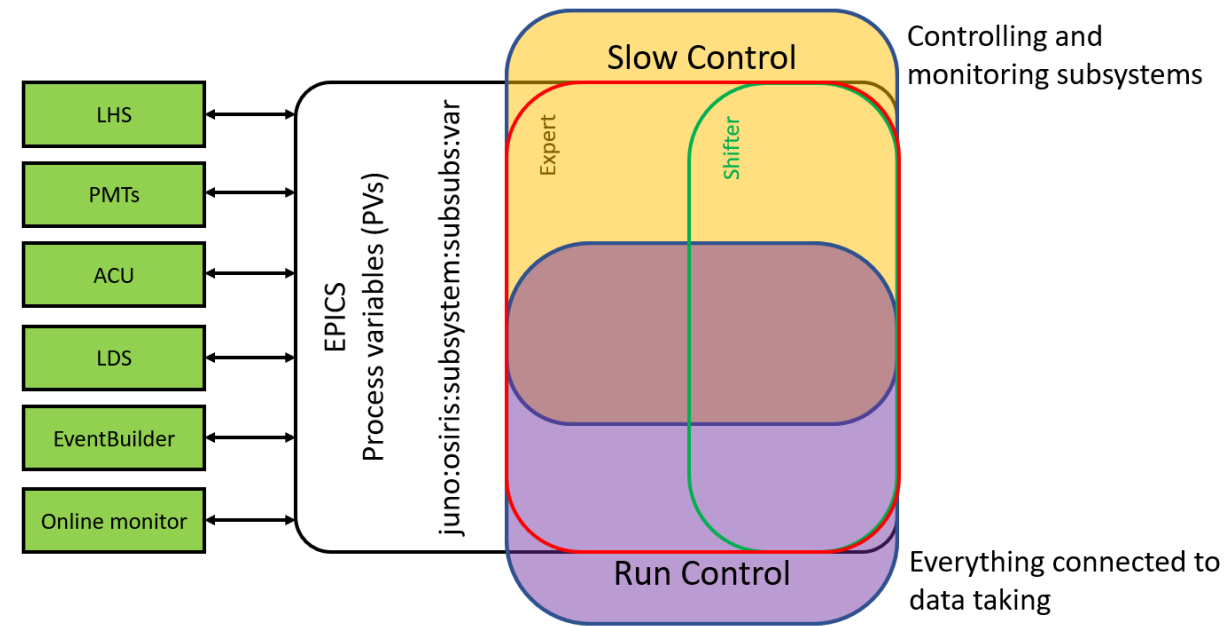 Slow Control
Controlling and
monitoring subsystems
LHS
PMTs
ACU
LDS
EventBuilder
Online monitor
EPICS
Process variables (PVs)
juno:osiris:subsystem:subsubs:var
Expert
Shifter
Run Control
Everything connected to
data taking